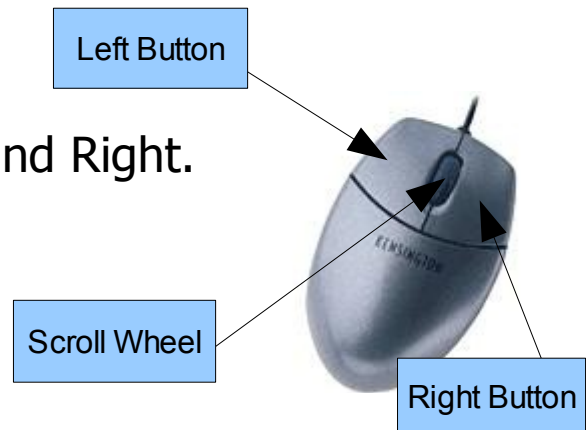 Left Button
nd Right.
KENSINGTON
Scroll Wheel
Right Button